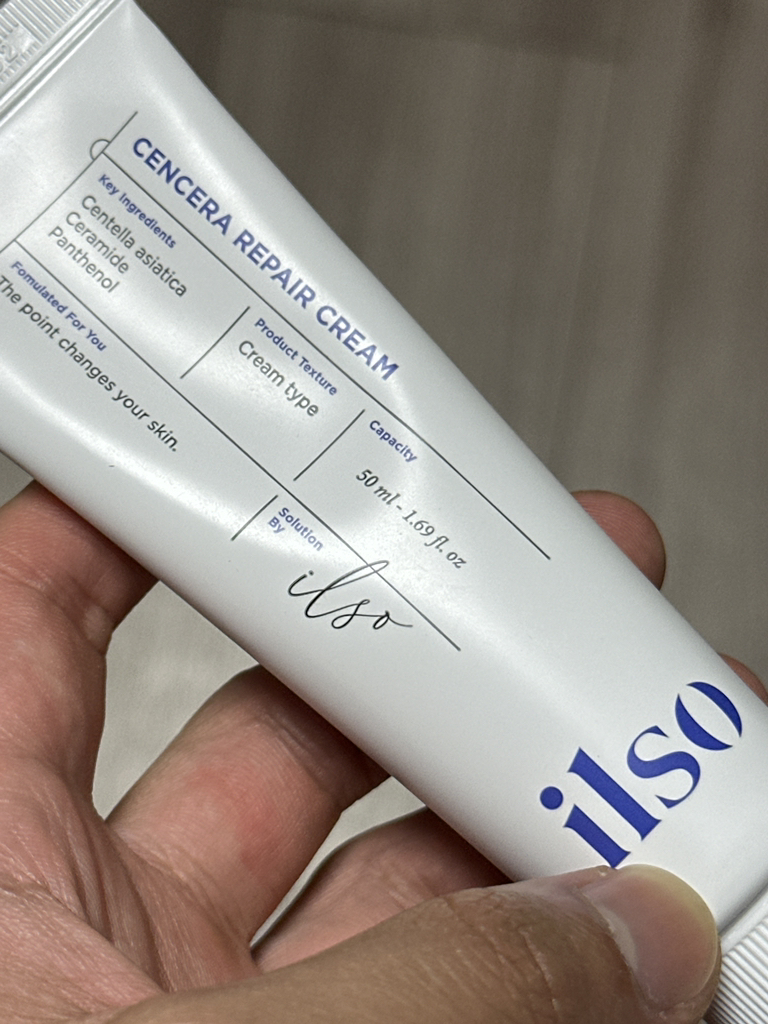 CENCERA REPAIR CREAM
Key Ingredients
Centella asiatica
Ceramide
Panthenol
Product Texture
Cream type
Capacity
50 ml - 1.69 fl. oz
Fomulated For You
The point changes your skin.
Solution
By
ilso
ilso